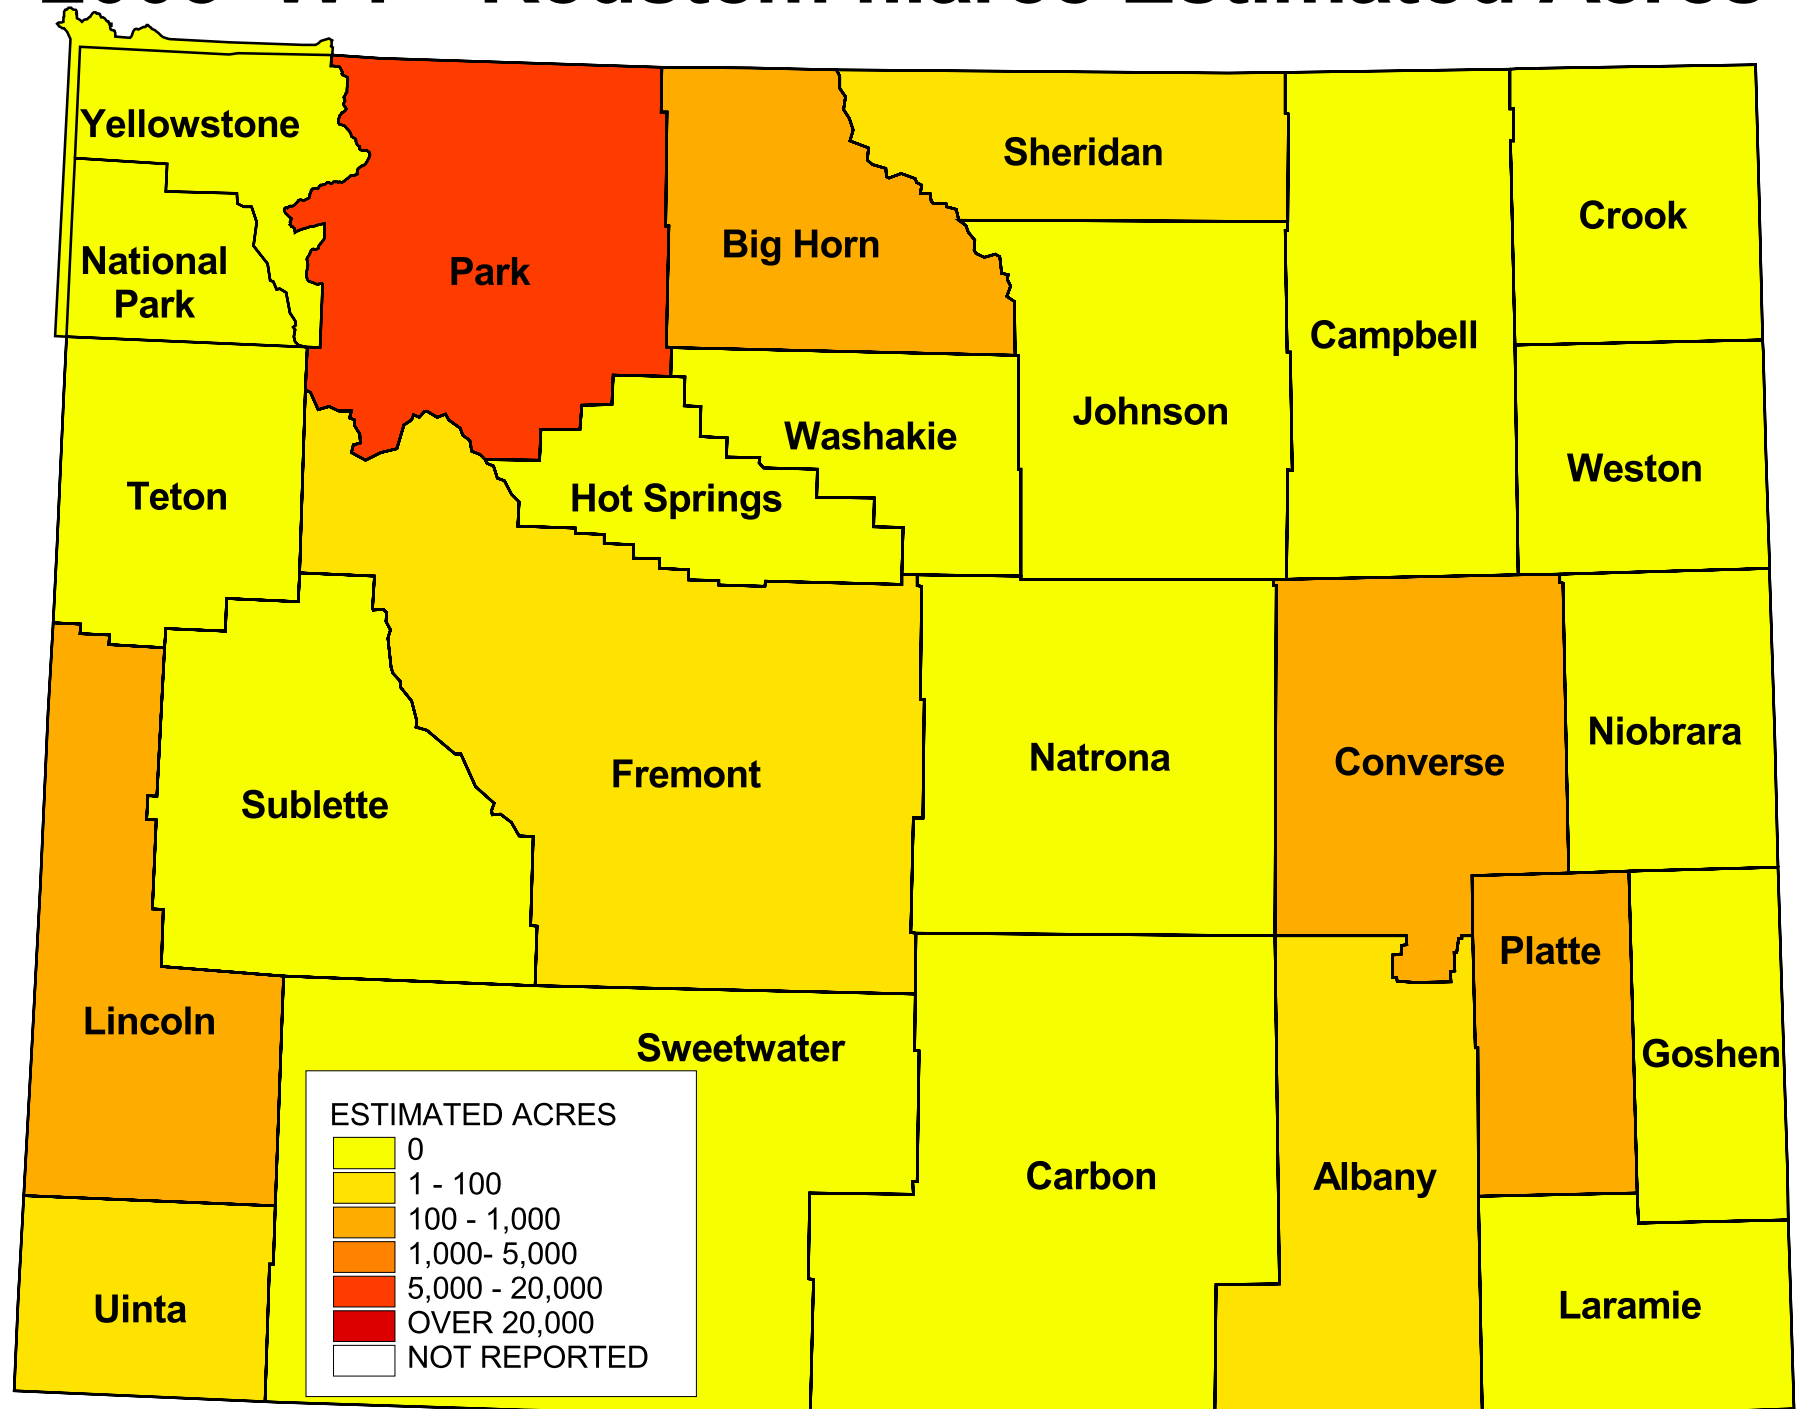 Estimated Acres
Yellowstone
National
Park
Park
Big Horn
Sheridan
Campbell
Crook
Teton
Washakie
Johnson
Hot Springs
Weston
Sublette
Fremont
Natrona
Converse
Niobrara
Lincoln
Sweetwater
Platte
Goshen
Carbon
Albany
Uinta
Laramie
ESTIMATED ACRES
0
1 - 100
100 - 1,000
1,000- 5,000
5,000 - 20,000
OVER 20,000
NOT REPORTED